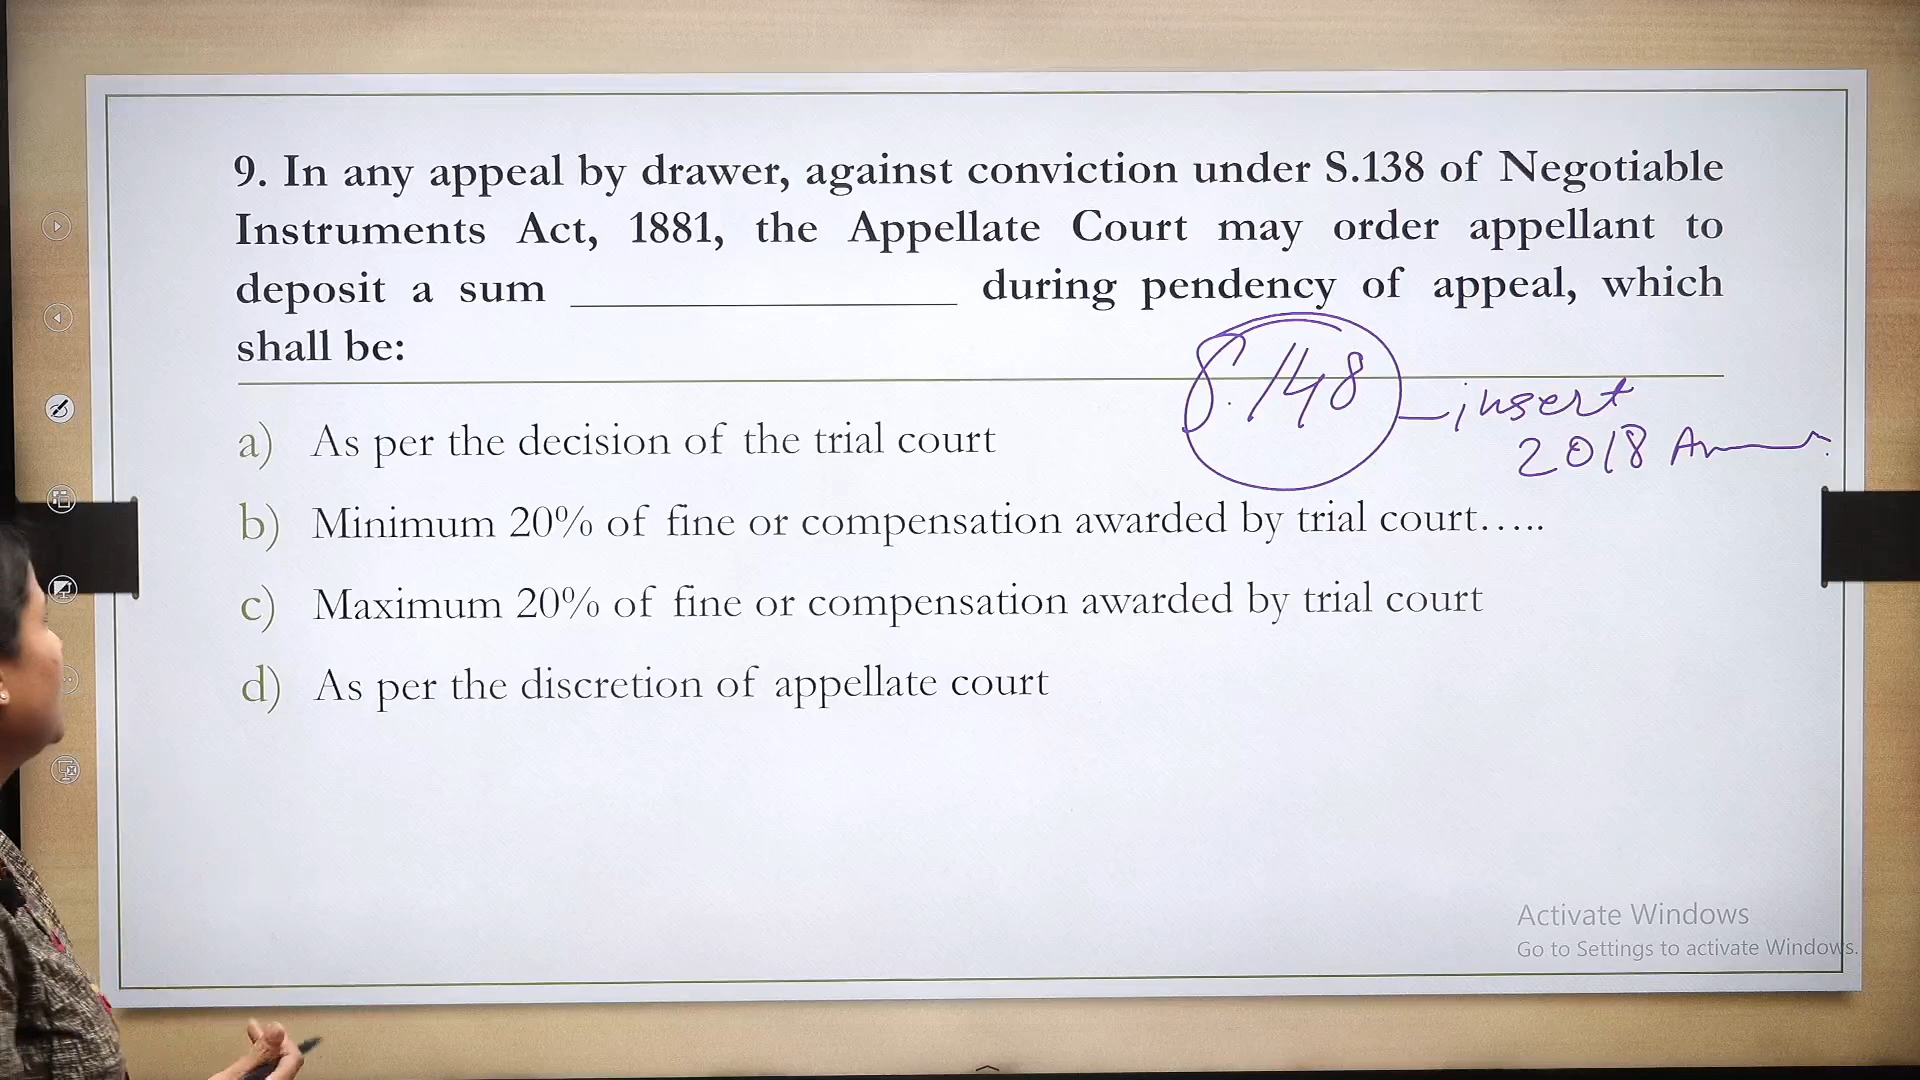 9. In any appeal by drawer, against conviction under S.138 of Negotiable
Instruments Act, 1881, the Appellate Court may order appellant to
deposit a sum ____________________ during pendency of appeal, which
shall be:
S.148
insert
2018 Am
a) As per the decision of the trial court
b) Minimum 20% of fine or compensation awarded by trial court…..
c) Maximum 20% of fine or compensation awarded by trial court
d) As per the discretion of appellate court
Activate Windows
Go to Settings to activate Windows.